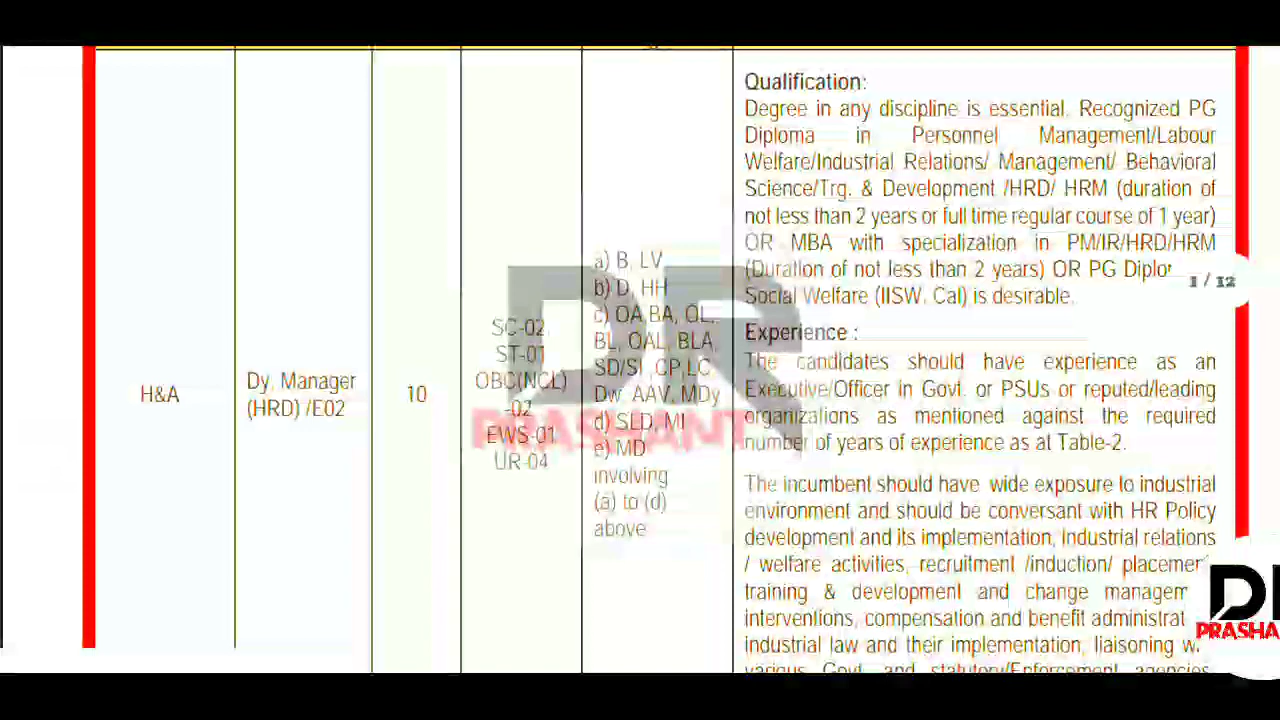 H&A
Dy. Manager
(HRD) /E02
10
SC-02
ST-01
OBC(NCL)
-02
EWS-01
UR-04
a) B, LV
b) D, HH
c) OA,BA, OL,
BL, OAL, BLA,
SD/SI ,CP,LC,
Dw, AAV, MDy
d) SLD, MI
e) MD
involving
(a) to (d)
above
Qualification:
Degree in any discipline is essential. Recognized PG
Diploma in Personnel Management/Labour
Welfare/Industrial Relations/ Management/ Behavioral
Science/Trg. & Development /HRD/ HRM (duration of
not less than 2 years or full time regular course of 1 year)
OR MBA with specialization in PM/IR/HRD/HRM
(Duration of not less than 2 years) OR PG
Social Welfare (IISW, Cal) is desirable.
Experience :
The candidates should have experience as an
Executive/Officer in Govt. or PSUs or reputed/leading
organizations as mentioned against the required
number of years of experience as at Table-2.
The incumbent should have wide exposure to industrial
environment and should be conversant with HR Policy
development and its implementation, Industrial relations
/ welfare activities, recruitment /induction/
training & development and change
interventions, compensation and benefit
industrial law and their implementation, liaisoning
various Govt. and statutory/Enforcement agencies
1 / 12
DR
PRASHANT